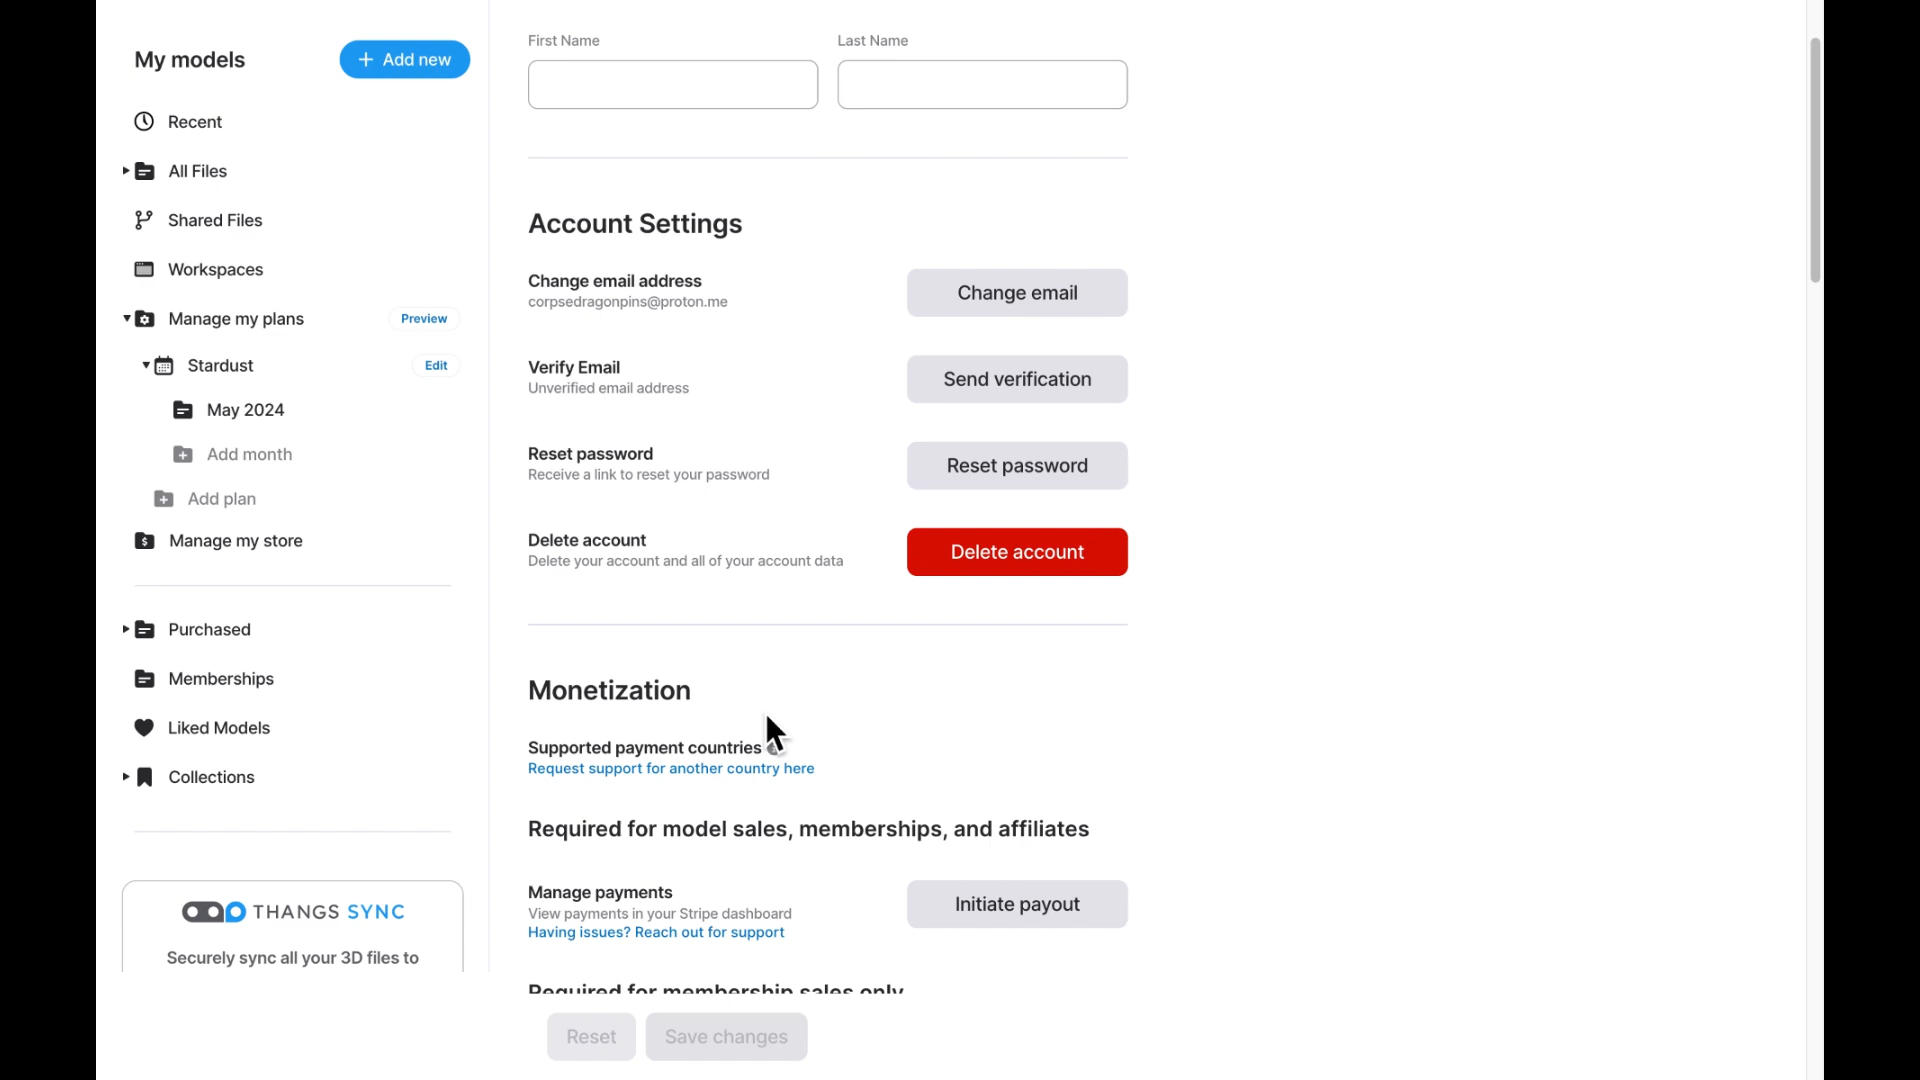 My models
Add new
Recent
All Files
Shared Files
Workspaces
Manage my plans
Preview
Stardust
Edit
May 2024
Add month
Add plan
Manage my store
Purchased
Memberships
Liked Models
Collections
THANGS SYNC
Securely sync all your 3D files to
First Name
Last Name
Account Settings
Change email address
corpsedragonpins@proton.me
Change email
Verify Email
Unverified email address
Send verification
Reset password
Receive a link to reset your password
Reset password
Delete account
Delete your account and all of your account data
Delete account
Monetization
Supported payment countries
Request support for another country here
Required for model sales, memberships, and affiliates
Manage payments
View payments in your Stripe dashboard
Having issues? Reach out for support
Initiate payout
Required for membership sales only
Reset
Save changes